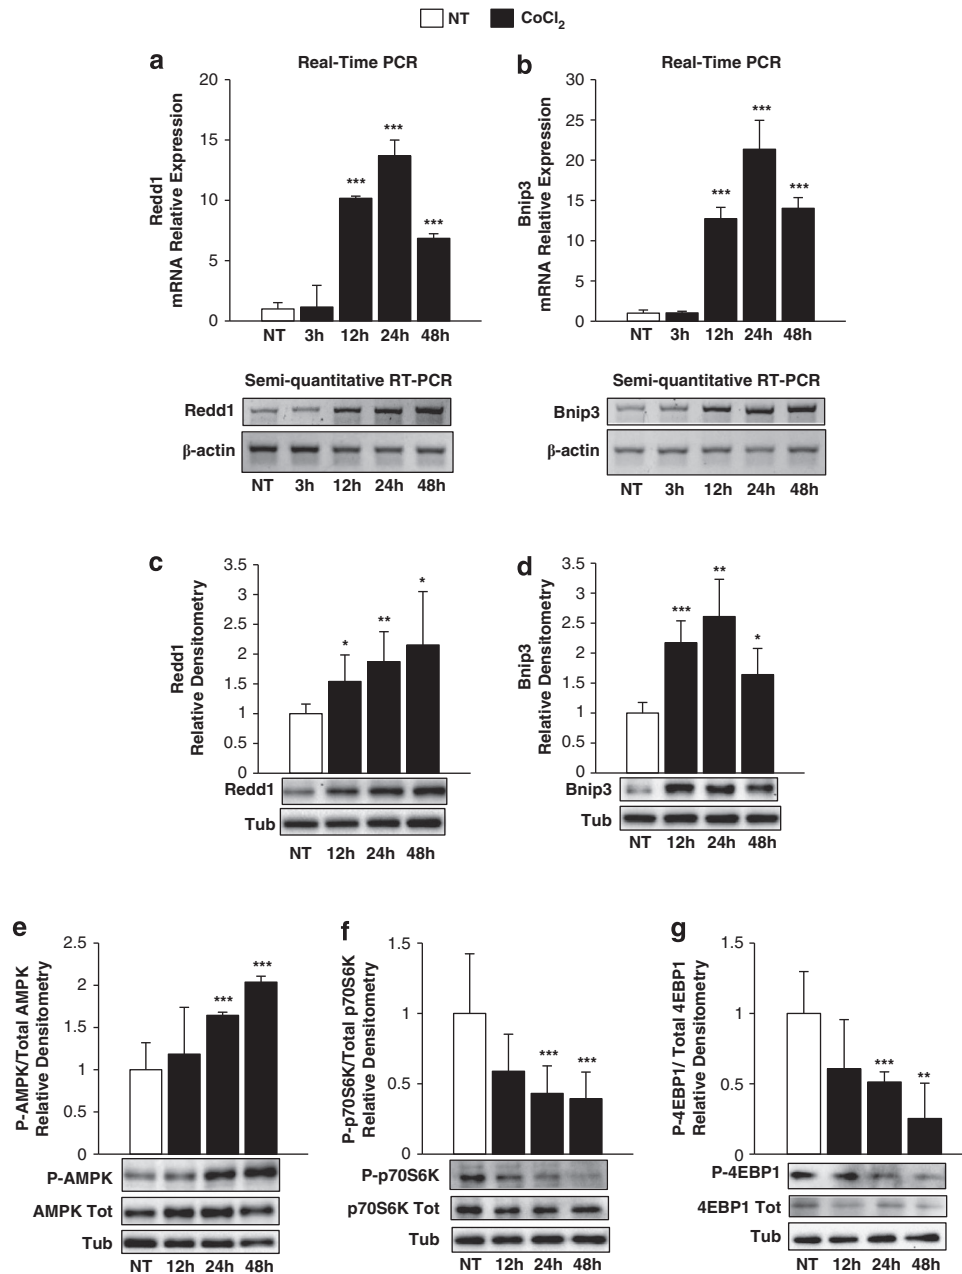 NT CoCl2
a
Real-Time PCR
Redd1
mRNA Relative Expression
20
15
10
5
0
***
***
***
NT 3h 12h 24h 48h
Semi-quantitative RT-PCR
Redd1
β-actin
NT 3h 12h 24h 48h
b
Real-Time PCR
Bnip3
mRNA Relative Expression
30
25
20
15
10
5
0
***
***
***
NT 3h 12h 24h 48h
Semi-quantitative RT-PCR
Bnip3
β-actin
NT 3h 12h 24h 48h
c
Redd1
Relative Densitometry
3.5
3
2.5
2
1.5
1
0.5
0
*
**
*
Redd1
Tub
NT 12h 24h 48h
d
Bnip3
Relative Densitometry
3.5
3
2.5
2
1.5
1
0.5
0
***
**
*
Bnip3
Tub
NT 12h 24h 48h
e
P-AMPK/Total AMPK
Relative Densitometry
2.5
2
1.5
1
0.5
0
***
***
P-AMPK
AMPK Tot
Tub
NT 12h 24h 48h
f
P-p70S6K/Total p70S6K
Relative Densitometry
1.5
1
0.5
0
***
***
P-p70S6K
p70S6K Tot
Tub
NT 12h 24h 48h
g
P-4EBP1/ Total 4EBP1
Relative Densitometry
1.5
1
0.5
0
***
**
P-4EBP1
4EBP1 Tot
Tub
NT 12h 24h 48h